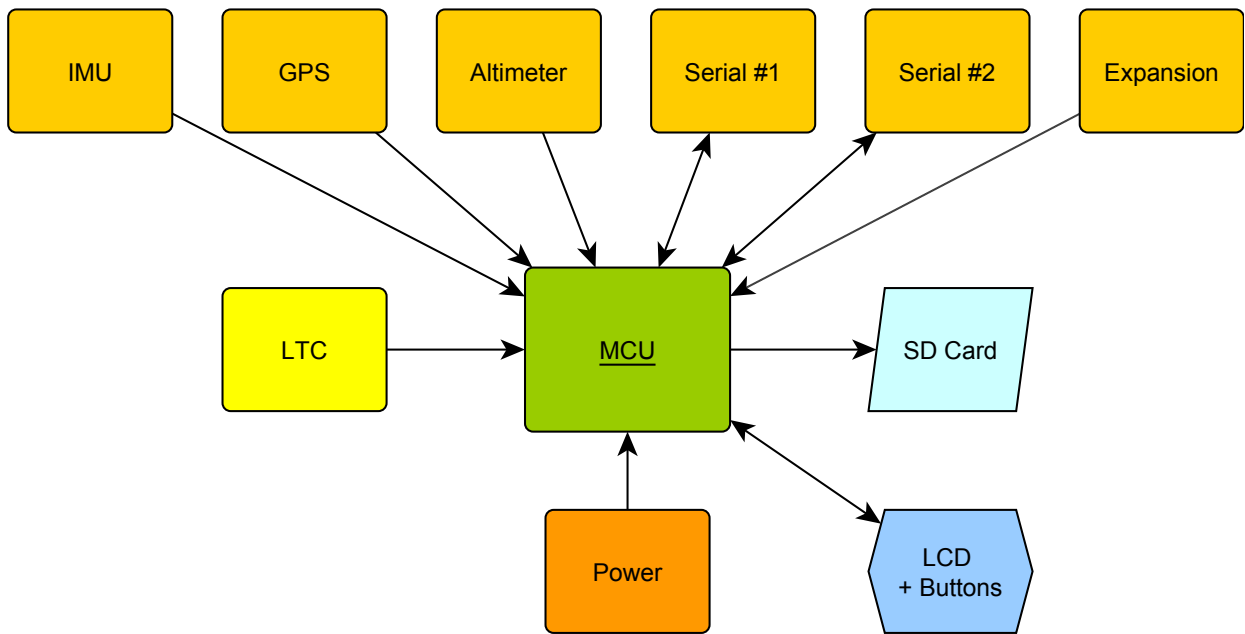 IMU
GPS
Altimeter
Serial #1
Serial #2
Expansion
LTC
MCU
SD Card
Power
LCD
+ Buttons